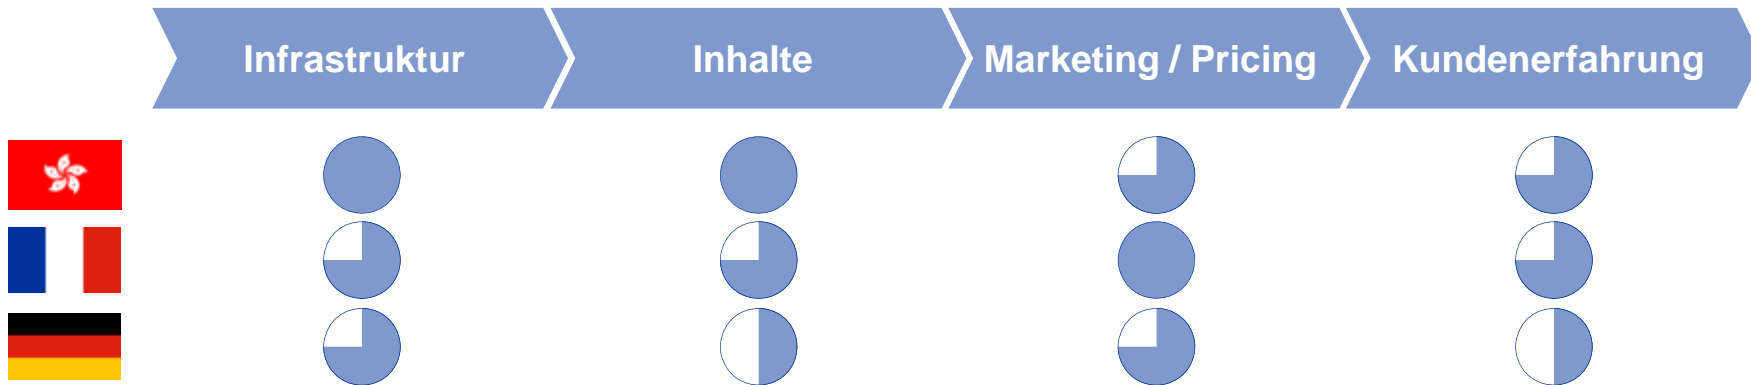 Infrastruktur
Inhalte
Marketing / Pricing
Kundenerfahrung